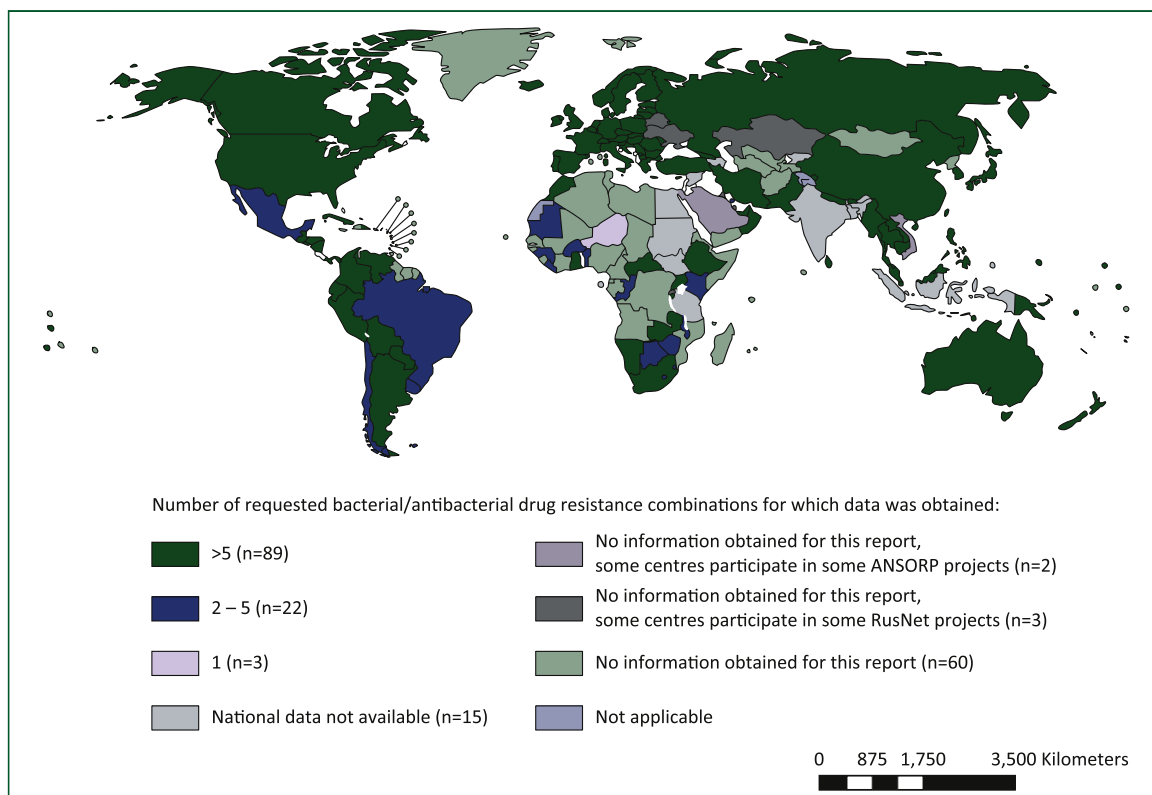 Number of requested bacterial/antibacterial drug resistance combinations for which data was obtained:
>5 (n=89)
2 – 5 (n=22)
1 (n=3)
National data not available (n=15)
No information obtained for this report,
some centres participate in some ANSORP projects (n=2)
No information obtained for this report,
some centres participate in some RusNet projects (n=3)
No information obtained for this report (n=60)
Not applicable
0 875 1,750 3,500 Kilometers